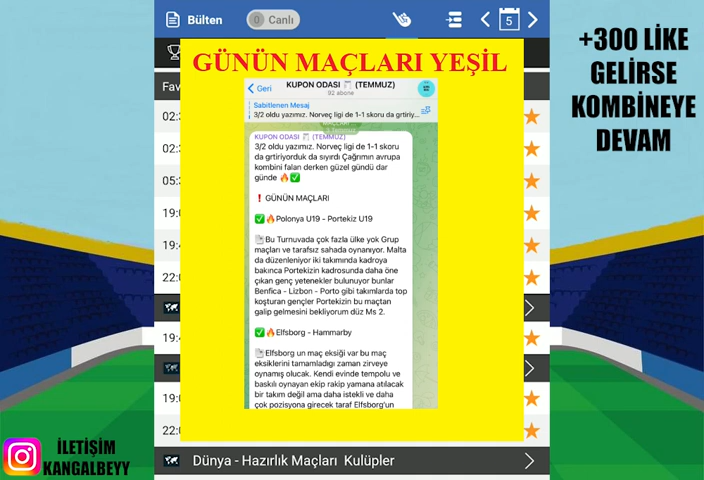 Bülten
0 Canlı
5
+300 LİKE
GELİRSE
KOMBİNEYE
DEVAM
GÜNÜN MAÇLARI YEŞİL
Geri
KUPON ODASI (TEMMUZ)
92 abone
Sabitlenen Mesaj
3/2 oldu yazımız. Norveç ligi de 1-1 skoru da grtiriy...
KUPON ODASI (TEMMUZ)
3/2 oldu yazımız. Norveç ligi de 1-1 skoru
da grtiriyorduk da sıyırdı Çağrımın avrupa
kombini falan derken güzel gündü dar
günde 🔥✅
❗ GÜNÜN MAÇLARI
✅🔥Polonya U19 - Portekiz U19
Bu Turnuvada çok fazla ülke yok Grup
maçları ve tarafsız sahada oynanıyor. Malta
da düzenleniyor iki takımında kadroya
bakınca Portekizin kadrosunda daha öne
çıkan genç yetenekler bulunuyor bunlar
Benfica - Lizbon - Porto gibi takımlarda top
koşturan gençler Portekizin bu maçtan
galip gelmesini bekliyorum düz Ms 2.
✅🔥Elfsborg - Hammarby
Elfsborg un maç eksiği var bu maç
eksiklerini tamamladıgı zaman zirveye
oynamış olucak. Kendi evinde tempolu ve
baskılı oynayan ekip rakip yamana atılacak
bir takım değil ama daha istekli ve daha
çok pozisyona girecek taraf Elfsborg'un
Fav
02:3
02:3
05:3
19:0
19:4
22:0
19:4
19:0
22:0
Dünya - Hazırlık Maçları Kulüpler
İLETİŞİM
KANGALBEYY